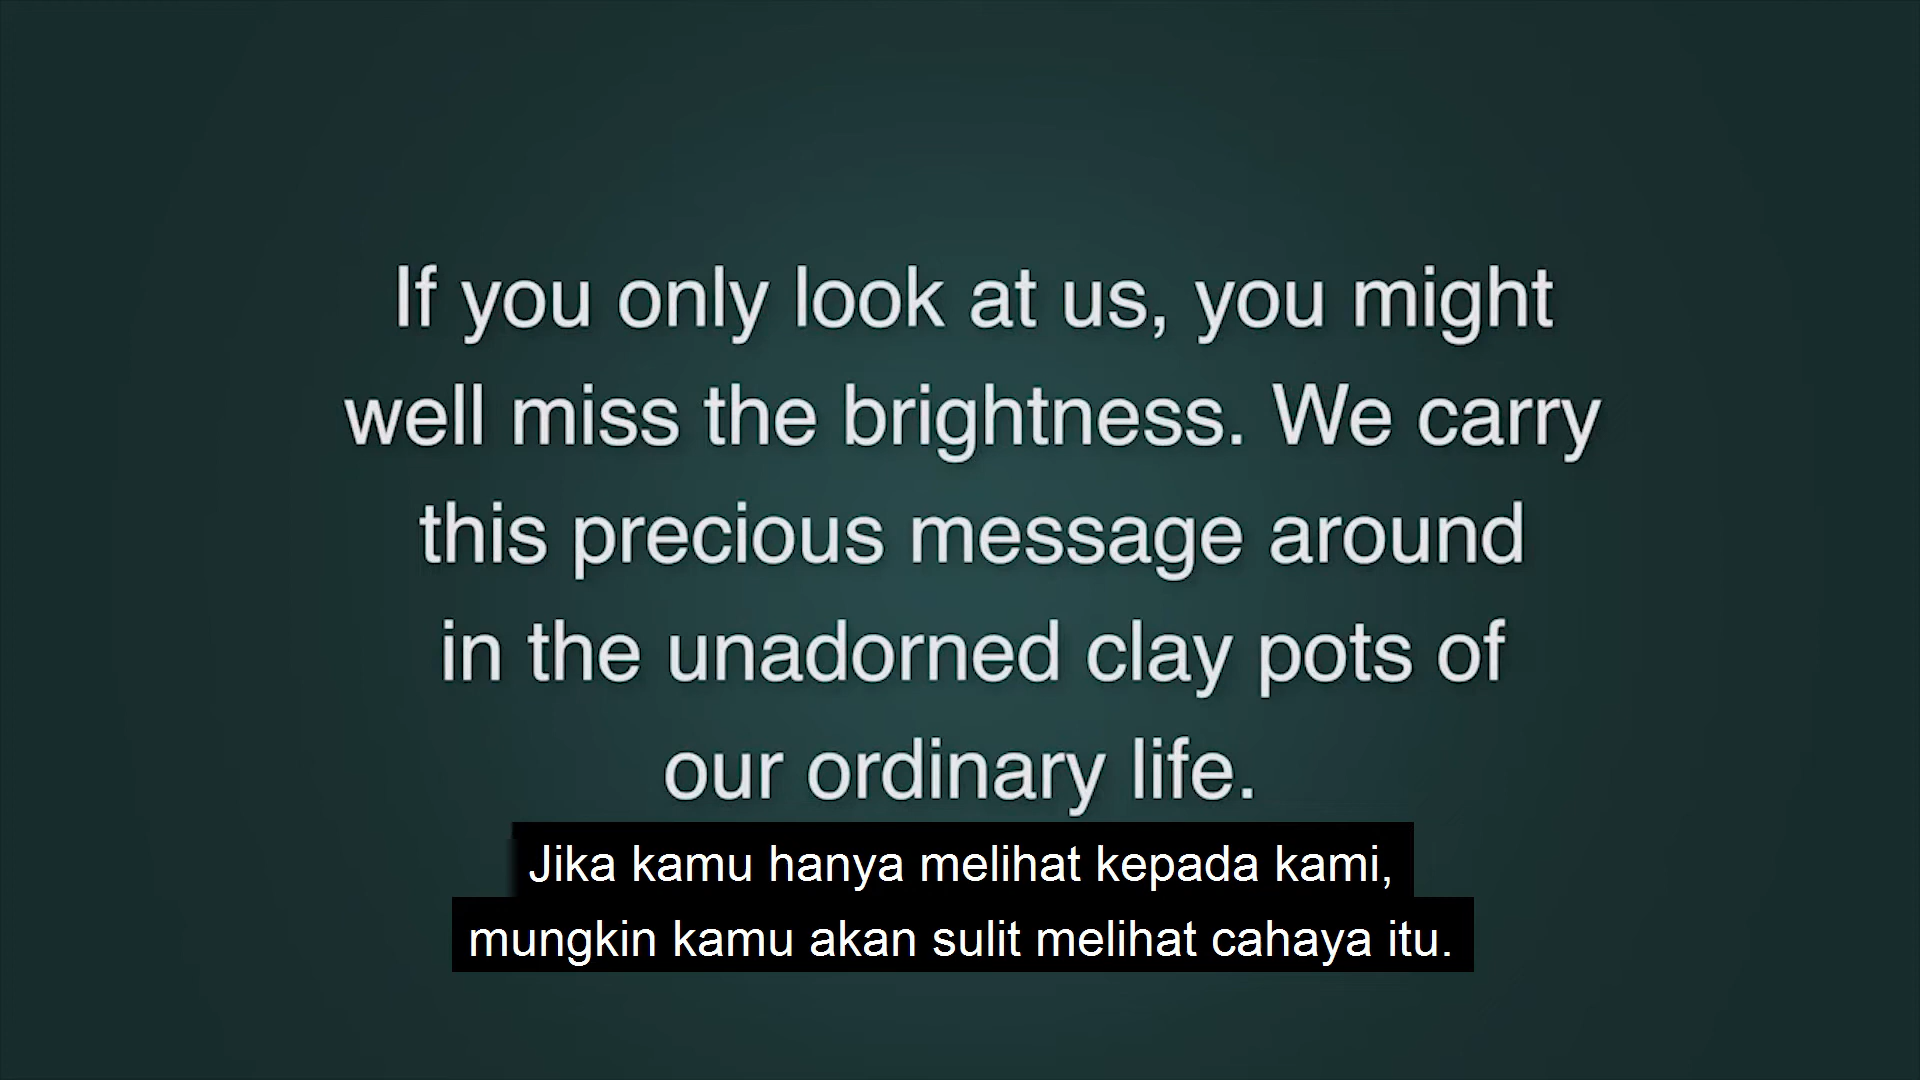 If you only look at us, you might
well miss the brightness. We carry
this precious message around
in the unadorned clay pots of
our ordinary life.
Jika kamu hanya melihat kepada kami,
mungkin kamu akan sulit melihat cahaya itu.